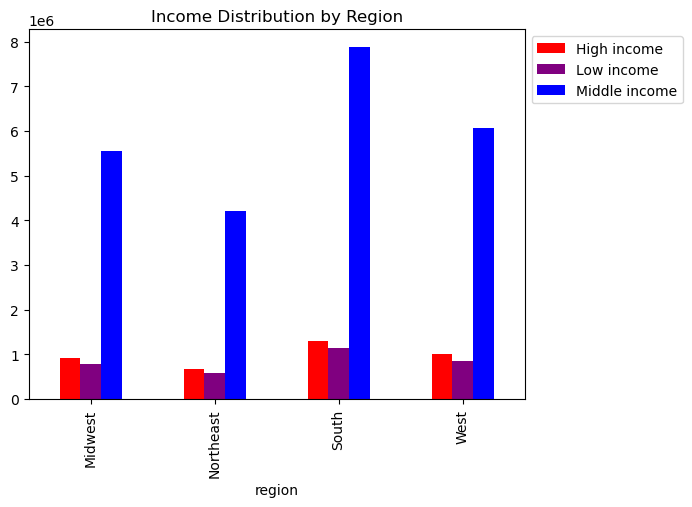 Income Distribution by Region
1e6
8
7
6
5
4
3
2
1
0
Midwest
Northeast
South
West
region
High income
Low income
Middle income